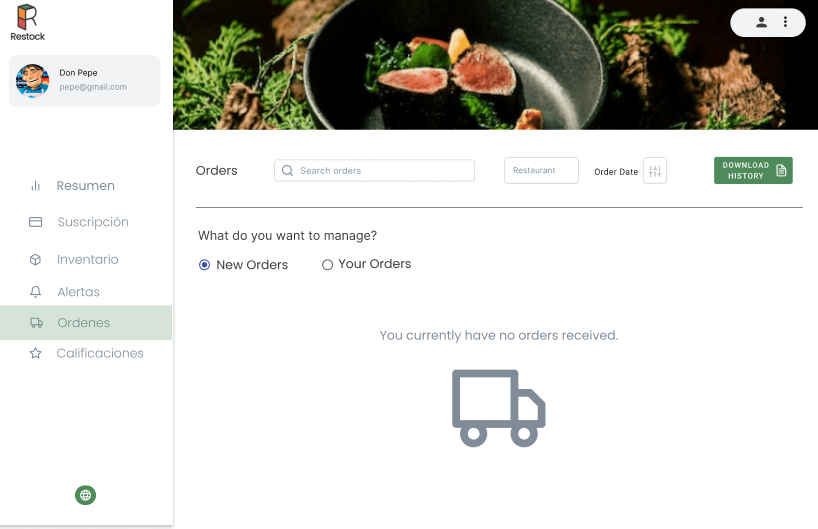 Restock
Don Pepe
pepe@gmail.com
Resumen
Suscripción
Inventario
Alertas
Ordenes
Calificaciones
Orders
Search orders
Restaurant
Order Date
DOWNLOAD
HISTORY
What do you want to manage?
New Orders
Your Orders
You currently have no orders received.